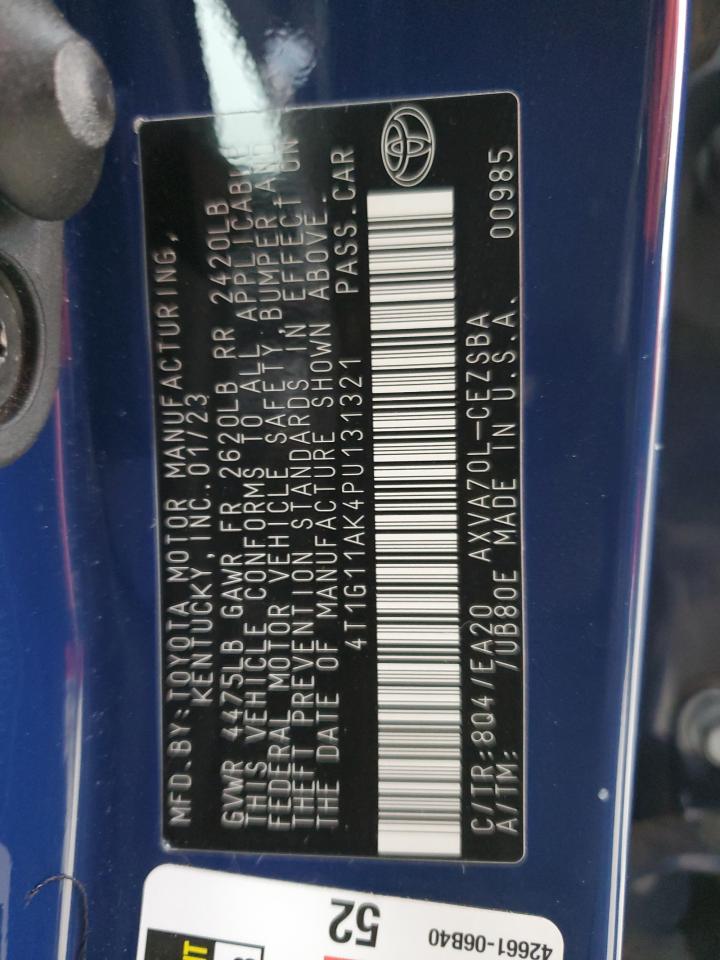 MFD.BY:TOYOTA MOTOR MANUFACTURING,
KENTUCKY,INC. 01/23
GVWR 4475LB GAWR FR 2620LB RR 2420LB
THIS VEHICLE CONFORMS TO ALL APPLICABLE
FEDERAL MOTOR VEHICLE SAFETY,BUMPER,AND
THEFT PREVENTION STANDARDS IN EFFECT ON
THE DATE OF MANUFACTURE SHOWN ABOVE.
4T1G11AK4PU131321 PASS.CAR
C/TR:8Q4/EA20 AXVA70L-CEZSBA 00985
A/TM: /UB80E MADE IN U.S.A.
52
42661-06B40